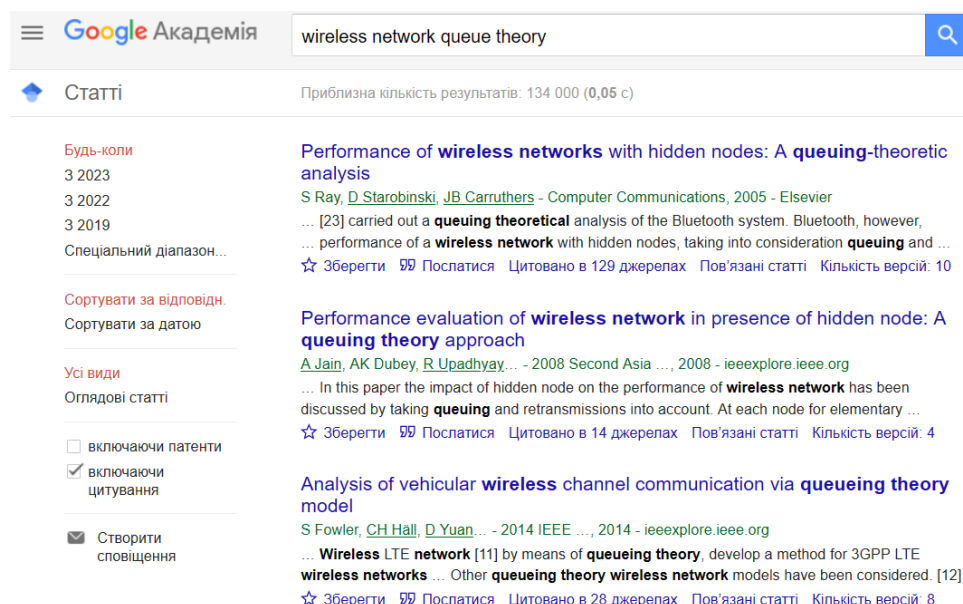 Google Академія
wireless network queue theory
Статті
Приблизна кількість результатів: 134 000 (0,05 с)
Будь-коли
З 2023
З 2022
З 2019
Спеціальний діапазон...
Сортувати за відповідн.
Сортувати за датою
Усі види
Оглядові статті
включаючи патенти
включаючи
цитування
Створити
сповіщення
Performance of wireless networks with hidden nodes: A queuing-theoretic
analysis
S Ray, D Starobinski, JB Carruthers - Computer Communications, 2005 - Elsevier
… [23] carried out a queuing theoretical analysis of the Bluetooth system. Bluetooth, however,
… performance of a wireless network with hidden nodes, taking into consideration queuing and …
Зберегти Послатися Цитовано в 129 джерелах Пов'язані статті Кількість версій: 10
Performance evaluation of wireless network in presence of hidden node: A
queuing theory approach
A Jain, AK Dubey, R Upadhyay… - 2008 Second Asia …, 2008 - ieeexplore.ieee.org
… In this paper the impact of hidden node on the performance of wireless network has been
discussed by taking queuing and retransmissions into account. At each node for elementary …
Зберегти Послатися Цитовано в 14 джерелах Пов'язані статті Кількість версій: 4
Analysis of vehicular wireless channel communication via queueing theory
model
S Fowler, CH Häll, D Yuan… - 2014 IEEE …, 2014 - ieeexplore.ieee.org
… Wireless LTE network [11] by means of queueing theory, develop a method for 3GPP LTE
wireless networks … Other queueing theory wireless network models have been considered. [12]
Зберегти Послатися Цитовано в 28 джерелах Пов'язані статті Кількість версій: 8